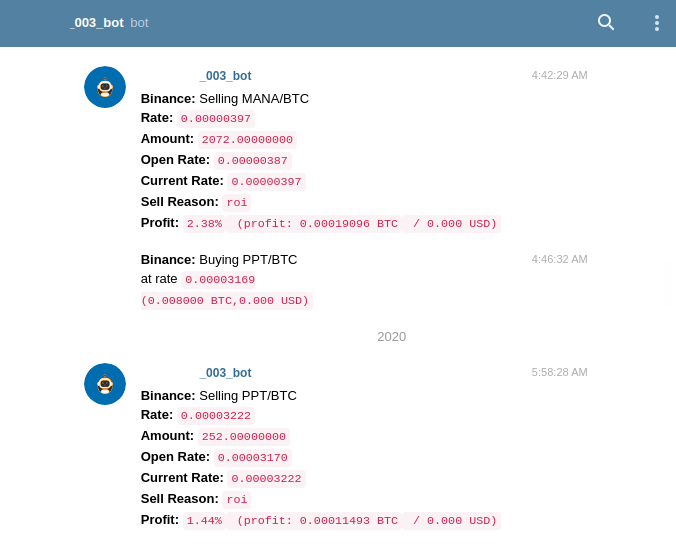 _003_bot bot
_003_bot 4:42:29 AM
Binance: Selling MANA/BTC
Rate: 0.00000397
Amount: 2072.00000000
Open Rate: 0.00000387
Current Rate: 0.00000397
Sell Reason: roi
Profit: 2.38% (profit: 0.00019096 BTC / 0.000 USD)
Binance: Buying PPT/BTC 4:46:32 AM
at rate 0.00003169
(0.008000 BTC,0.000 USD)
2020
_003_bot 5:58:28 AM
Binance: Selling PPT/BTC
Rate: 0.00003222
Amount: 252.00000000
Open Rate: 0.00003170
Current Rate: 0.00003222
Sell Reason: roi
Profit: 1.44% (profit: 0.00011493 BTC / 0.000 USD)